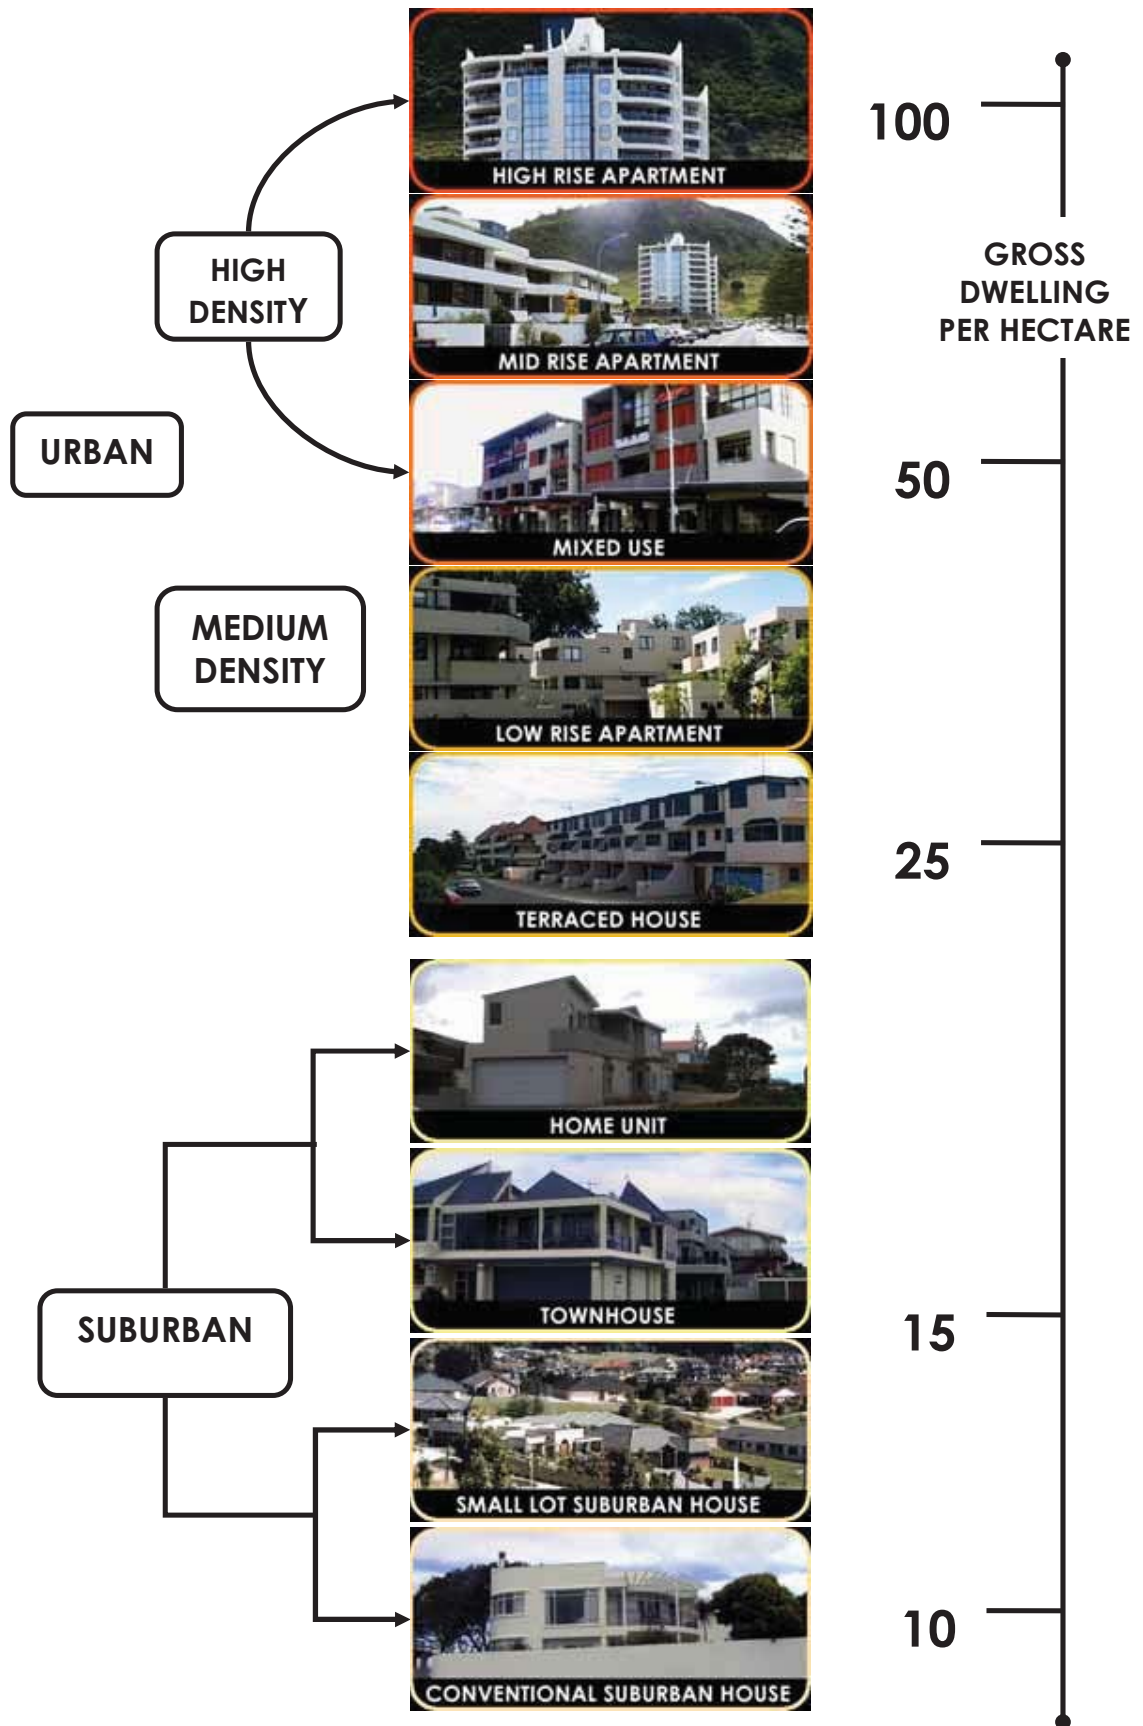 HIGH RISE APARTMENT
100
HIGH
DENSITY
GROSS
DWELLING
PER HECTARE
MID RISE APARTMENT
URBAN
50
MIXED USE
MEDIUM
DENSITY
LOW RISE APARTMENT
25
TERRACED HOUSE
HOME UNIT
TOWNHOUSE
SUBURBAN
15
SMALL LOT SUBURBAN HOUSE
10
CONVENTIONAL SUBURBAN HOUSE